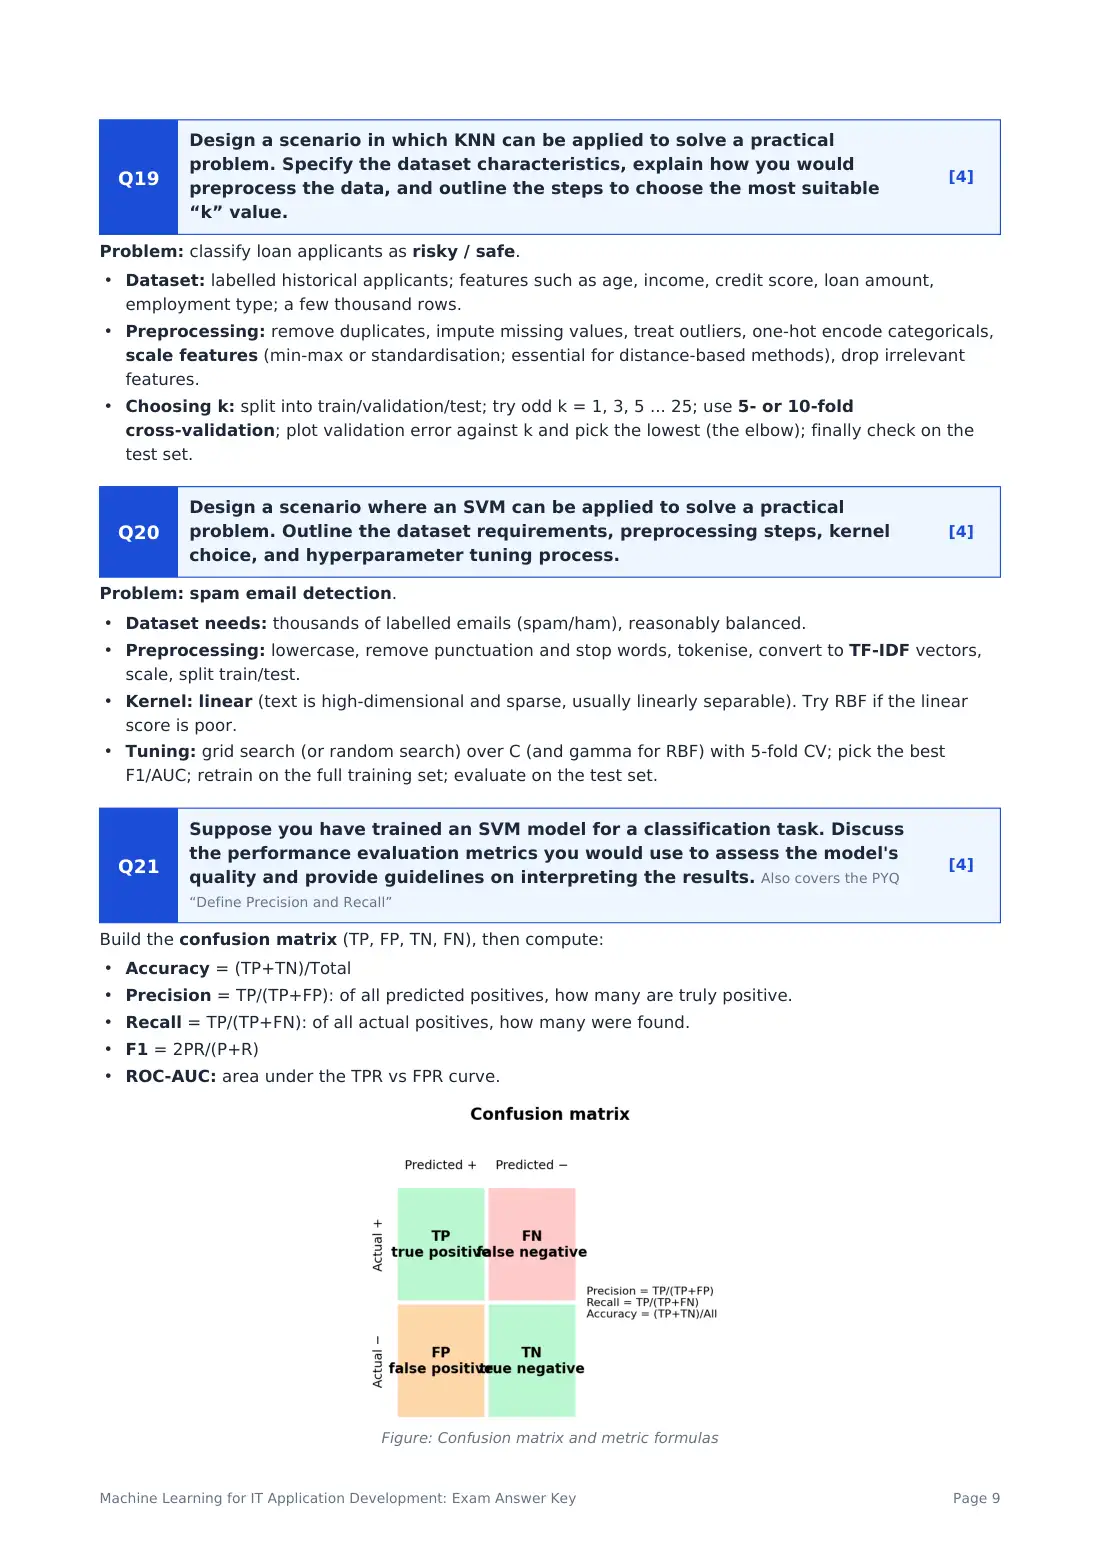 Q19
Design a scenario in which KNN can be applied to solve a practical
problem. Specify the dataset characteristics, explain how you would
preprocess the data, and outline the steps to choose the most suitable
“k” value.
[4]
Problem: classify loan applicants as risky / safe.
• Dataset: labelled historical applicants; features such as age, income, credit score, loan amount,
employment type; a few thousand rows.
• Preprocessing: remove duplicates, impute missing values, treat outliers, one-hot encode categoricals,
scale features (min-max or standardisation; essential for distance-based methods), drop irrelevant
features.
• Choosing k: split into train/validation/test; try odd k = 1, 3, 5 ... 25; use 5- or 10-fold
cross-validation; plot validation error against k and pick the lowest (the elbow); finally check on the
test set.
Q20
Design a scenario where an SVM can be applied to solve a practical
problem. Outline the dataset requirements, preprocessing steps, kernel
choice, and hyperparameter tuning process.
[4]
Problem: spam email detection.
• Dataset needs: thousands of labelled emails (spam/ham), reasonably balanced.
• Preprocessing: lowercase, remove punctuation and stop words, tokenise, convert to TF-IDF vectors,
scale, split train/test.
• Kernel: linear (text is high-dimensional and sparse, usually linearly separable). Try RBF if the linear
score is poor.
• Tuning: grid search (or random search) over C (and gamma for RBF) with 5-fold CV; pick the best
F1/AUC; retrain on the full training set; evaluate on the test set.
Q21
Suppose you have trained an SVM model for a classification task. Discuss
the performance evaluation metrics you would use to assess the model's
quality and provide guidelines on interpreting the results. Also covers the PYQ
“Define Precision and Recall”
[4]
Build the confusion matrix (TP, FP, TN, FN), then compute:
• Accuracy = (TP+TN)/Total
• Precision = TP/(TP+FP): of all predicted positives, how many are truly positive.
• Recall = TP/(TP+FN): of all actual positives, how many were found.
• F1 = 2PR/(P+R)
• ROC-AUC: area under the TPR vs FPR curve.
Confusion matrix
Predicted + Predicted −
Actual +
TP
true positive
FN
false negative
Precision = TP/(TP+FP)
Recall = TP/(TP+FN)
Accuracy = (TP+TN)/All
Actual −
FP
false positive
TN
true negative
Figure: Confusion matrix and metric formulas
Machine Learning for IT Application Development: Exam Answer Key
Page 9